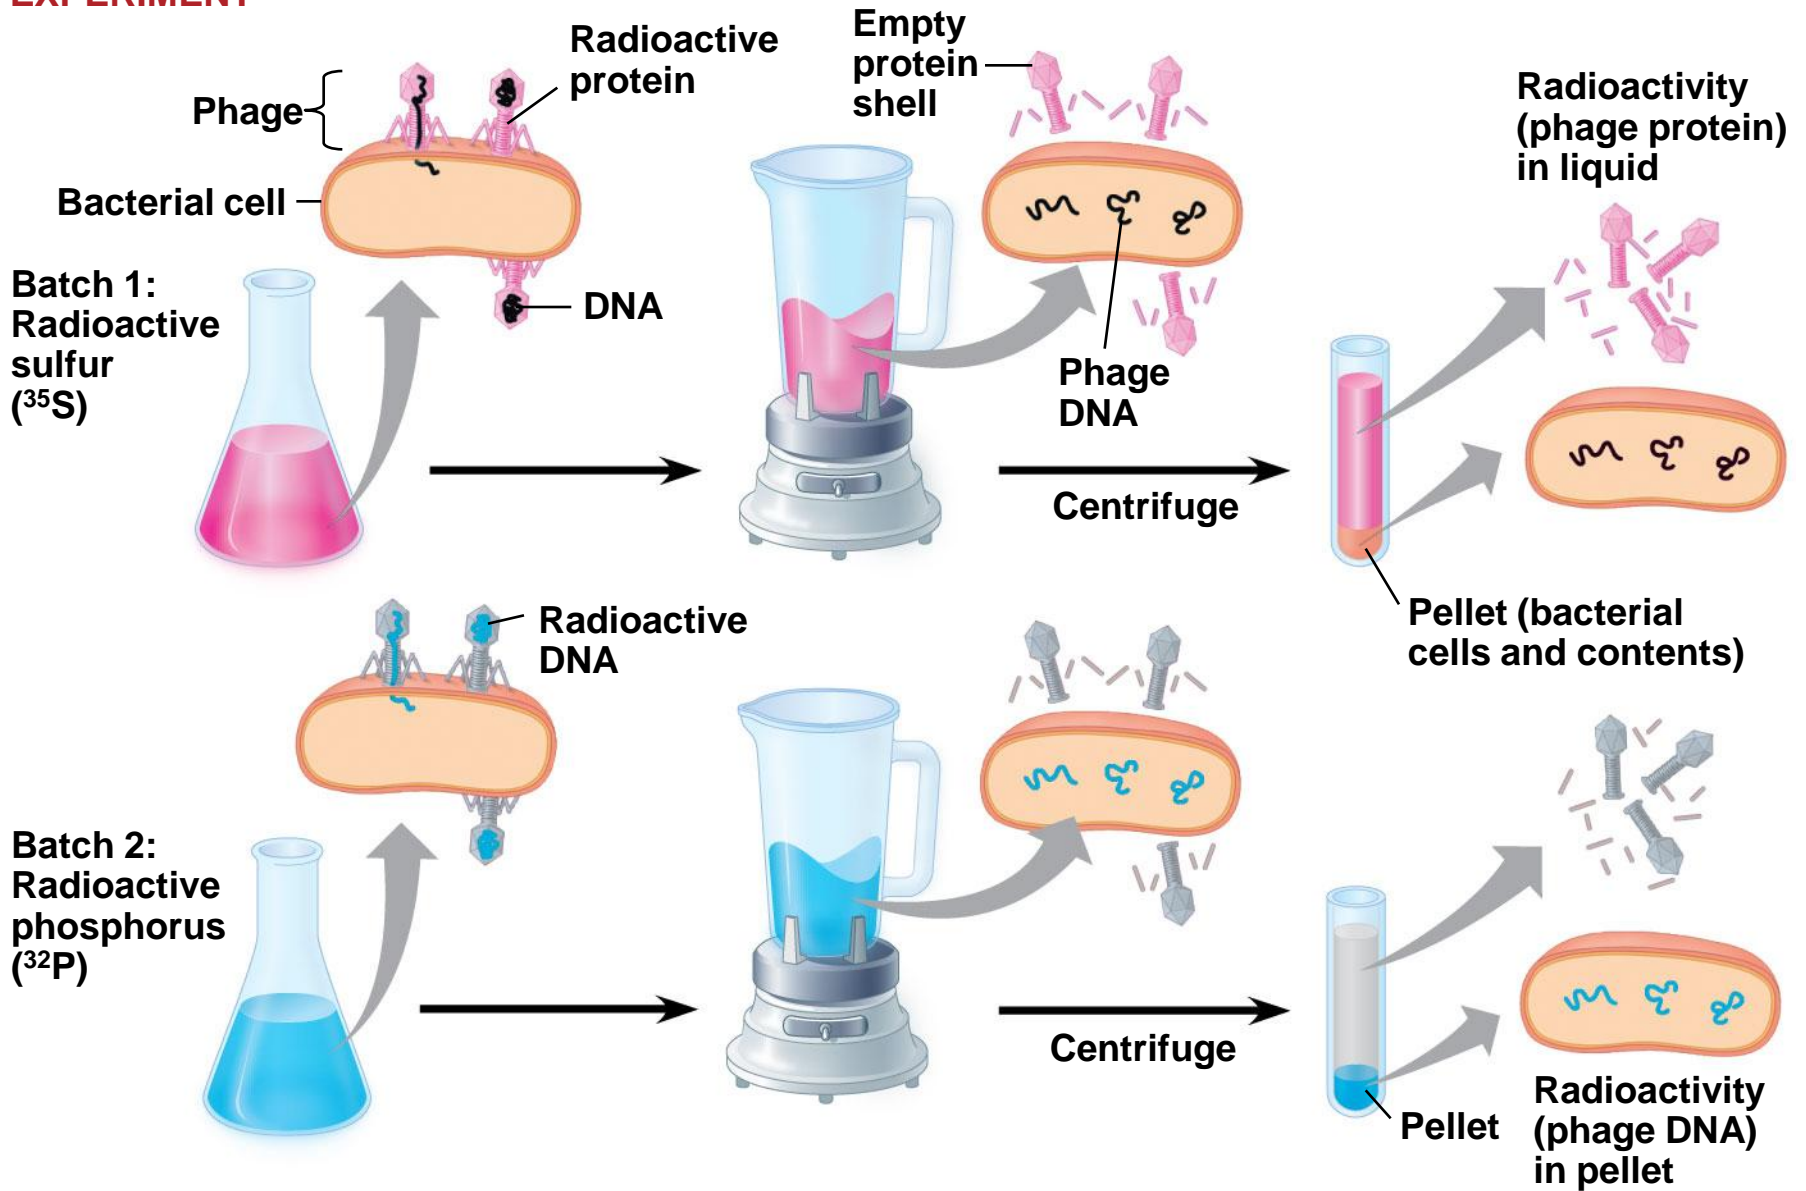 EXPERIMENT
Phage
Radioactive
protein
Empty
protein
shell
Radioactivity
(phage protein)
in liquid
Bacterial cell
Batch 1:
Radioactive
sulfur
(³⁵S)
DNA
Phage
DNA
Centrifuge
Pellet (bacterial
cells and contents)
Radioactive
DNA
Batch 2:
Radioactive
phosphorus
(³²P)
Centrifuge
Pellet
Radioactivity
(phage DNA)
in pellet